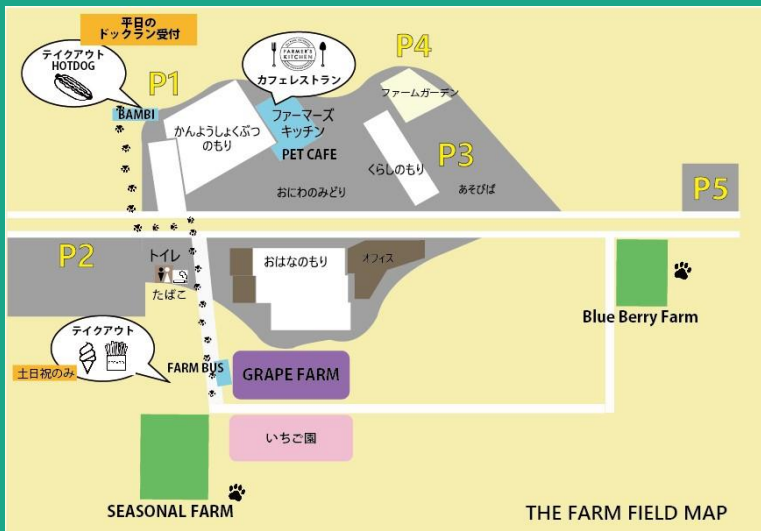 平日の
ドックラン受付
テイクアウト
HOTDOG
P1
BAMBI
FARMER'S
KITCHEN
カフェレストラン
P4
ファームガーデン
かんようしょくぶつ
のもり
ファーマーズ
キッチン
PET CAFE
くらしのもり
P3
おにわのみどり
あそびば
P5
P2
トイレ
たばこ
おはなのもり
オフィス
Blue Berry Farm
テイクアウト
土日祝のみ
FARM BUS
GRAPE FARM
いちご園
SEASONAL FARM
THE FARM FIELD MAP